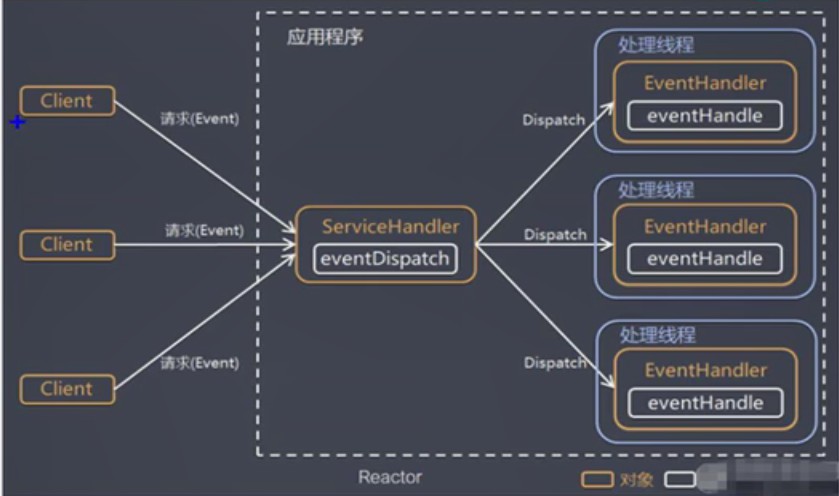 应用程序
处理线程
EventHandler
eventHandle
Client
请求(Event)
Dispatch
处理线程
ServiceHandler
eventDispatch
EventHandler
eventHandle
Client
请求(Event)
Dispatch
处理线程
EventHandler
eventHandle
Client
请求(Event)
Dispatch
Reactor
对象